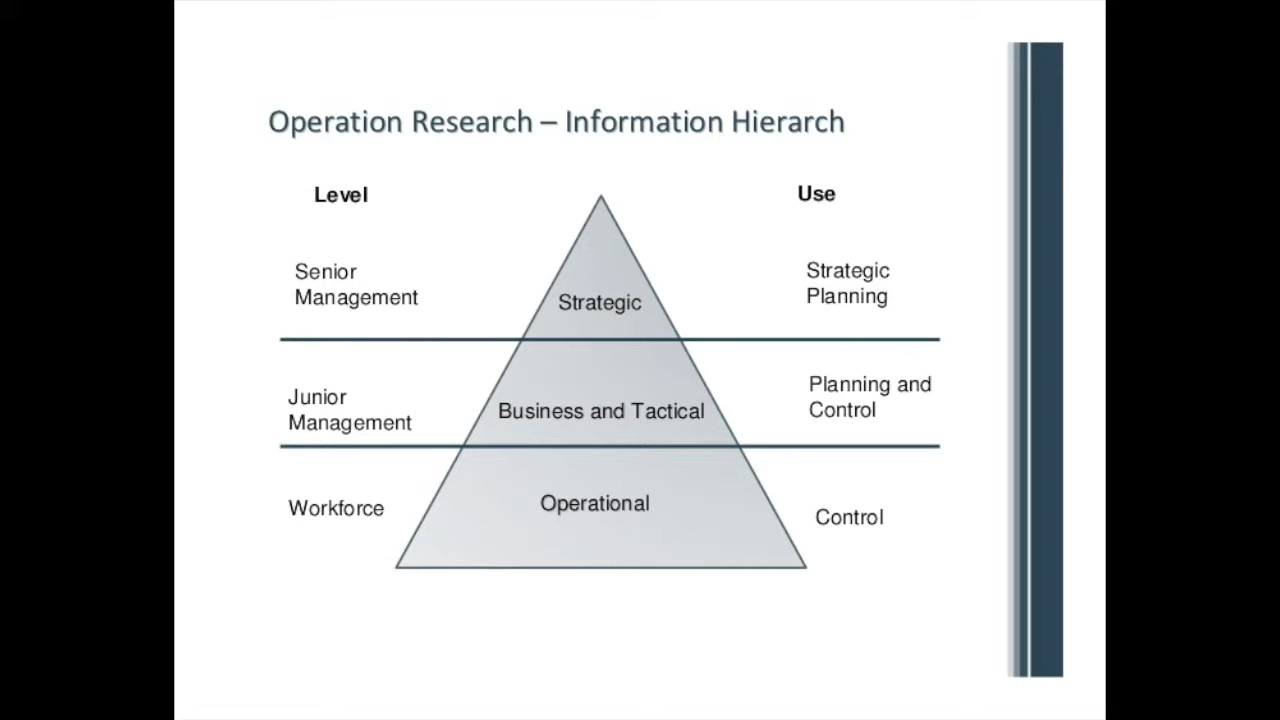 Operation Research – Information Hierarch
Level
Use
Senior
Management
Strategic
Strategic
Planning
Junior
Management
Business and Tactical
Planning and
Control
Workforce
Operational
Control